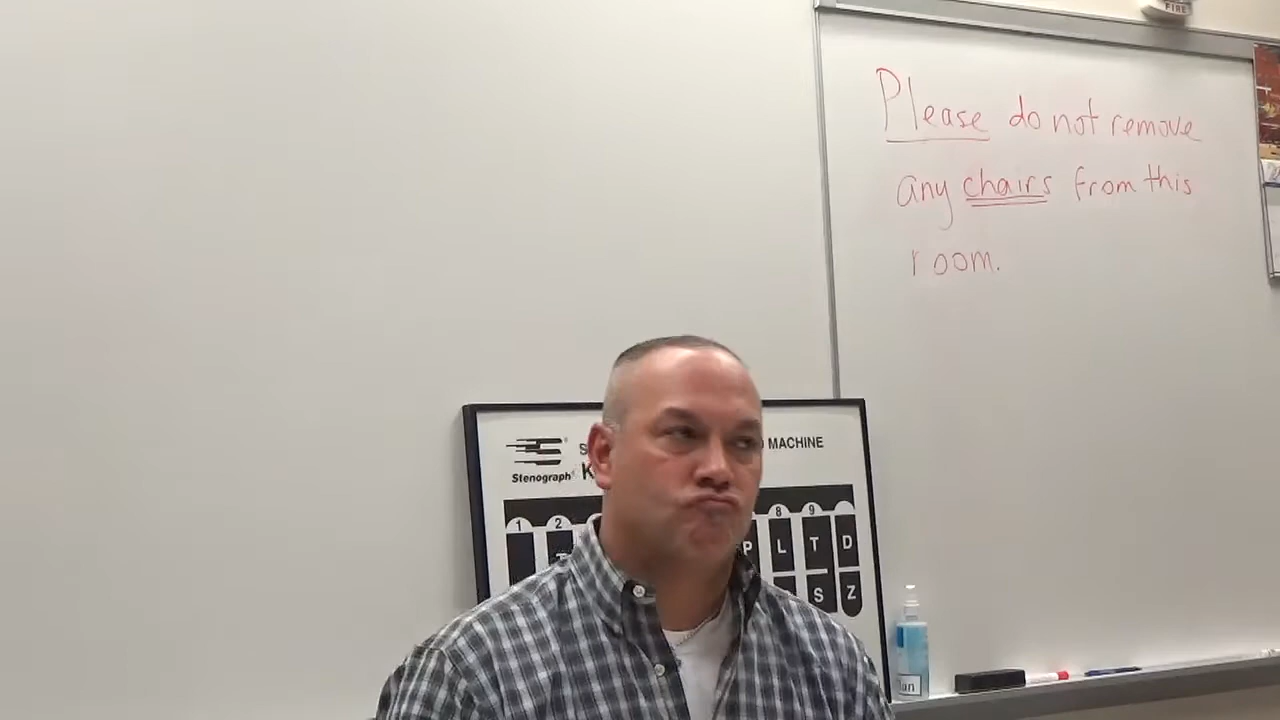 FIRE
Please do not remove
any chairs from this
room.
MACHINE
Stenograph®
1 2 8 9
P L T D
S Z